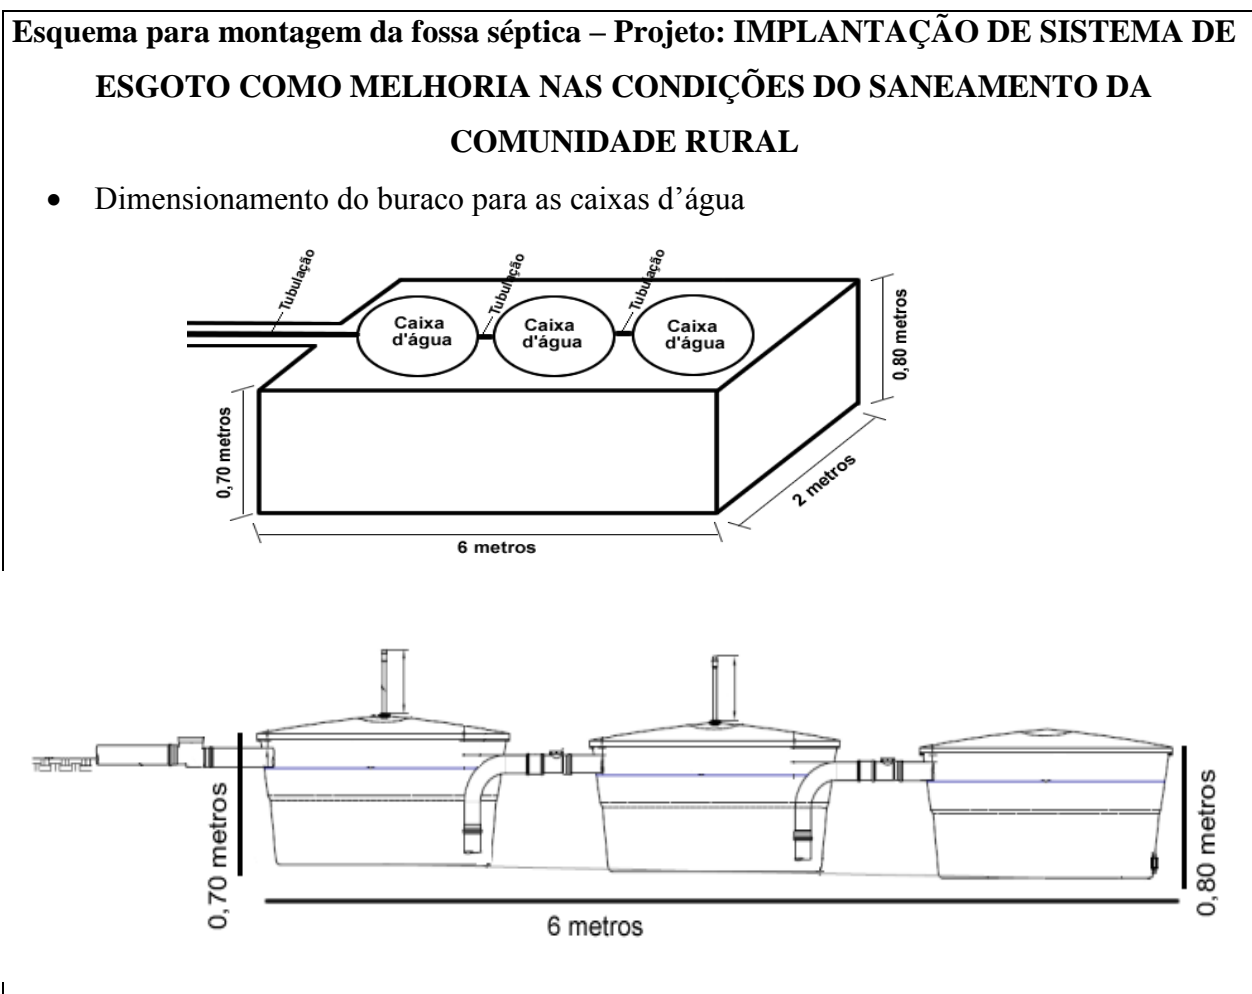 Esquema para montagem da fossa séptica – Projeto: IMPLANTAÇÃO DE SISTEMA DE
ESGOTO COMO MELHORIA NAS CONDIÇÕES DO SANEAMENTO DA
COMUNIDADE RURAL
• Dimensionamento do buraco para as caixas d’água
Tubulação
Tubulação
Tubulação
Caixa
d'água
Caixa
d'água
Caixa
d'água
0,80 metros
0,70 metros
2 metros
6 metros
0,70 metros
0,80 metros
6 metros